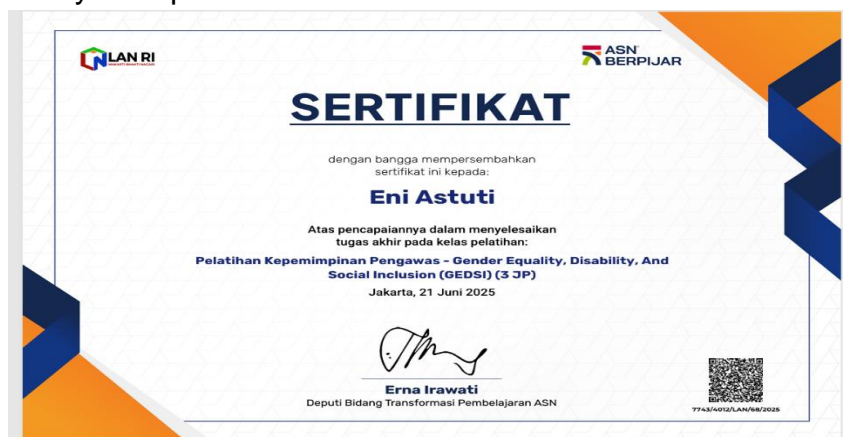 LAN RI
ASN
BERPIJAR
SERTIFIKAT
dengan bangga mempersembahkan
sertifikat ini kepada:
Eni Astuti
Atas pencapaiannya dalam menyelesaikan
tugas akhir pada kelas pelatihan:
Pelatihan Kepemimpinan Pengawas - Gender Equality, Disability, And
Social Inclusion (GEDSI) (3 JP)
Jakarta, 21 Juni 2025
Erna Irawati
Deputi Bidang Transformasi Pembelajaran ASN
7743/4012/LAN/68/2025